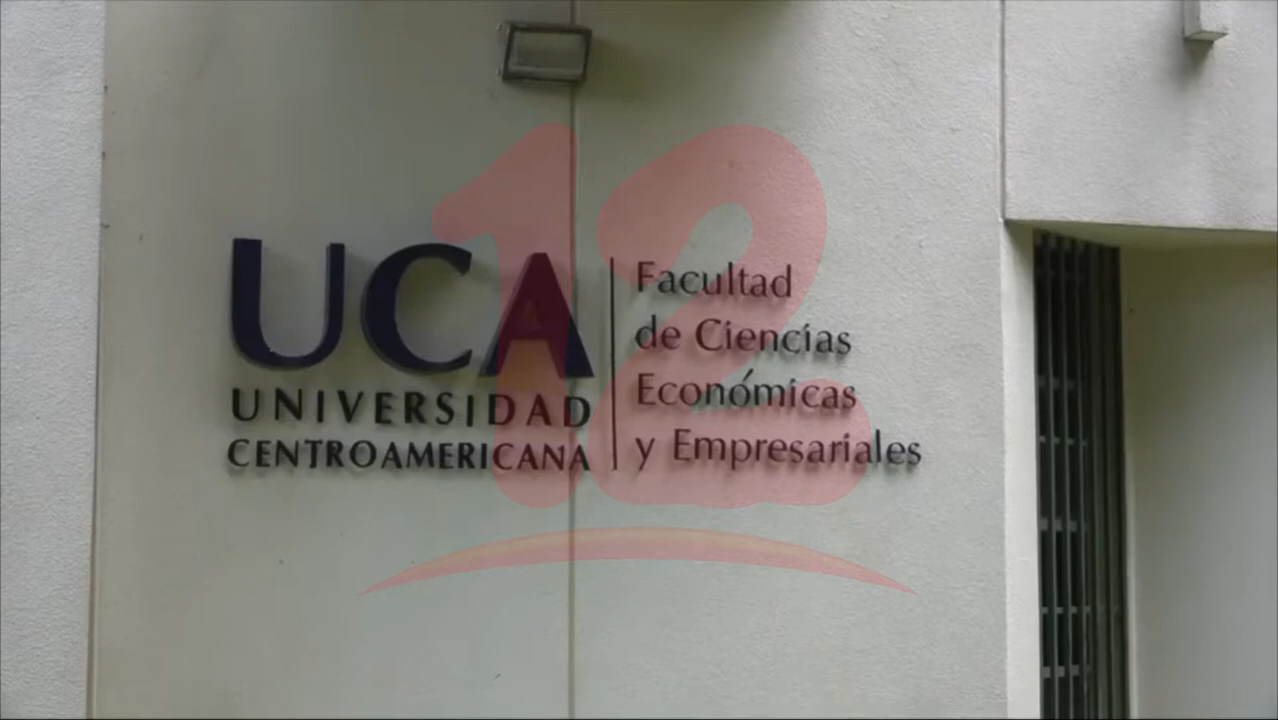 UCA
UNIVERSIDAD
CENTROAMERICANA
Facultad
de Ciencias
Económicas
y Empresariales
12